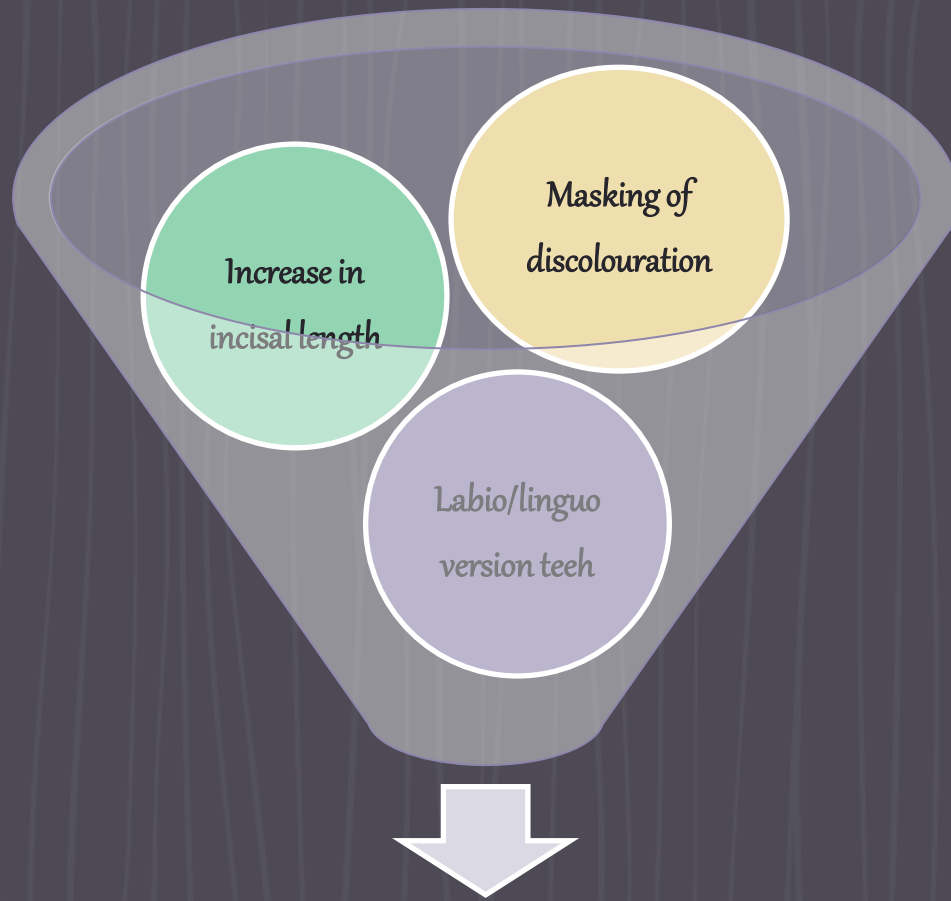 Masking of
discolouration
Increase in
incisal length
Labio/linguo
version teeh